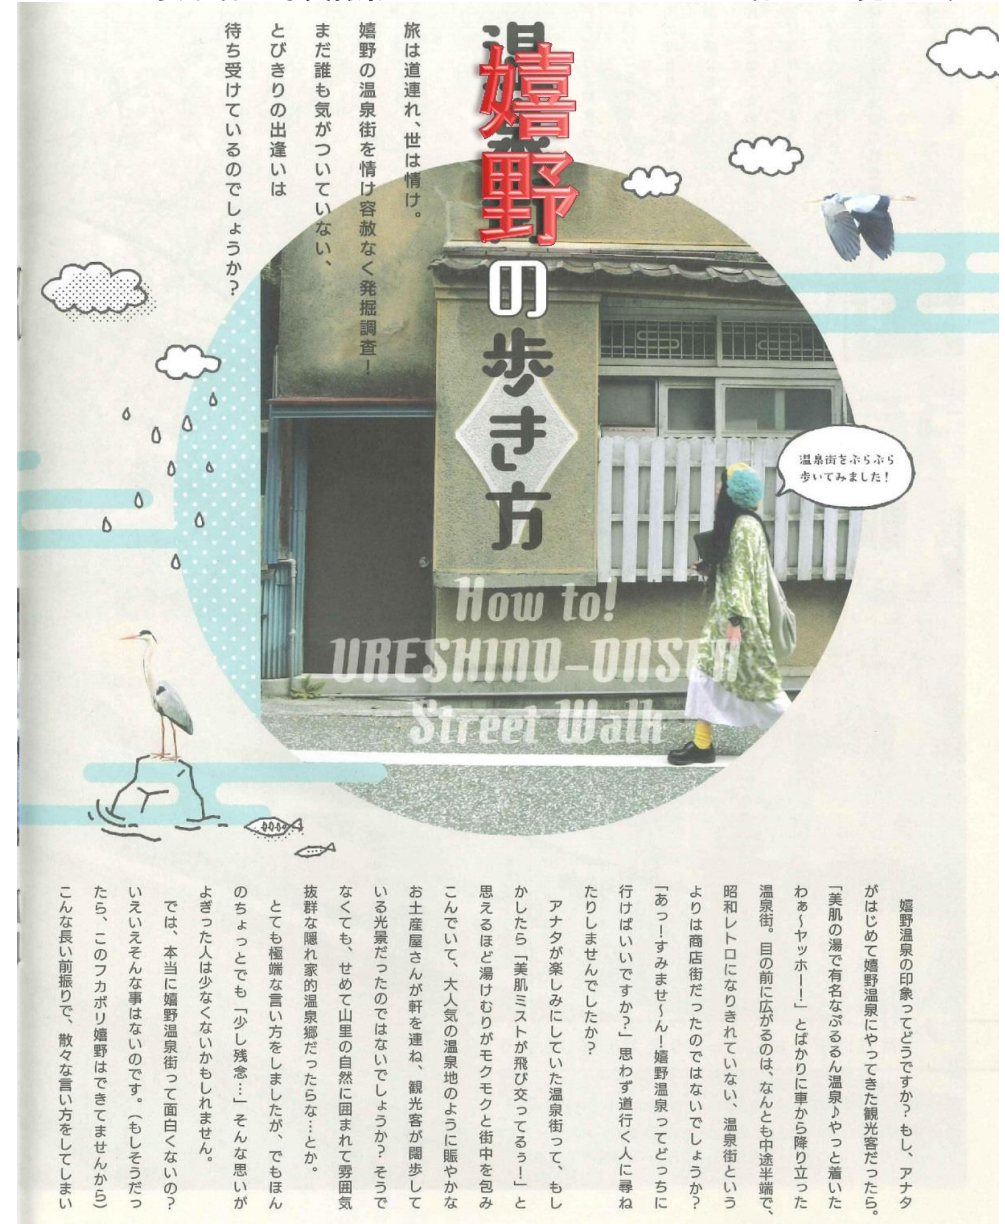 嬉野の歩き方
旅は道連れ、世は情け。
嬉野の温泉街を情け容赦なく発掘調査！
まだ誰も気がついていない、
とびきりの出逢いは
待ち受けているのでしょうか？
温泉街をぶらぶら
歩いてみました！
How to!
URESHINO-ONSEN
Street Walk
嬉野温泉の印象ってどうですか？もし、アナタ
がはじめて嬉野温泉にやってきた観光客だったら。
「美肌の湯で有名なぷるるん温泉♪やっと着いた
わぁ〜ヤッホー！」とばかりに車から降り立った
温泉街。目の前に広がるのは、なんとも中途半端で、
昭和レトロになりきれていない、温泉街という
よりは商店街だったのではないでしょうか？
「あっ！すみませ〜ん！嬉野温泉ってどっちに
行けばいいですか？」思わず道行く人に尋ね
たりしませんでしたか？
アナタが楽しみにしていた温泉街って、もし
かしたら「美肌ミストが飛び交ってるぅ！」と
思えるほど湯けむりがモクモクと街中を包み
こんでいて、大人気の温泉地のように賑やかな
お土産屋さんが軒を連ね、観光客が闊歩して
いる光景だったのではないでしょうか？そうで
なくても、せめて山里の自然に囲まれて雰囲気
抜群な隠れ家的温泉郷だったらな…とか。
とても極端な言い方をしましたが、でもほん
のちょっとでも「少し残念…」そんな思いが
よぎった人は少なくないかもしれません。
では、本当に嬉野温泉街って面白くないの？
いえいえそんな事はないのです。（もしそうだっ
たら、このフカボリ嬉野はできてませんから）
こんな長い前振りで、散々な言い方をしてしまい